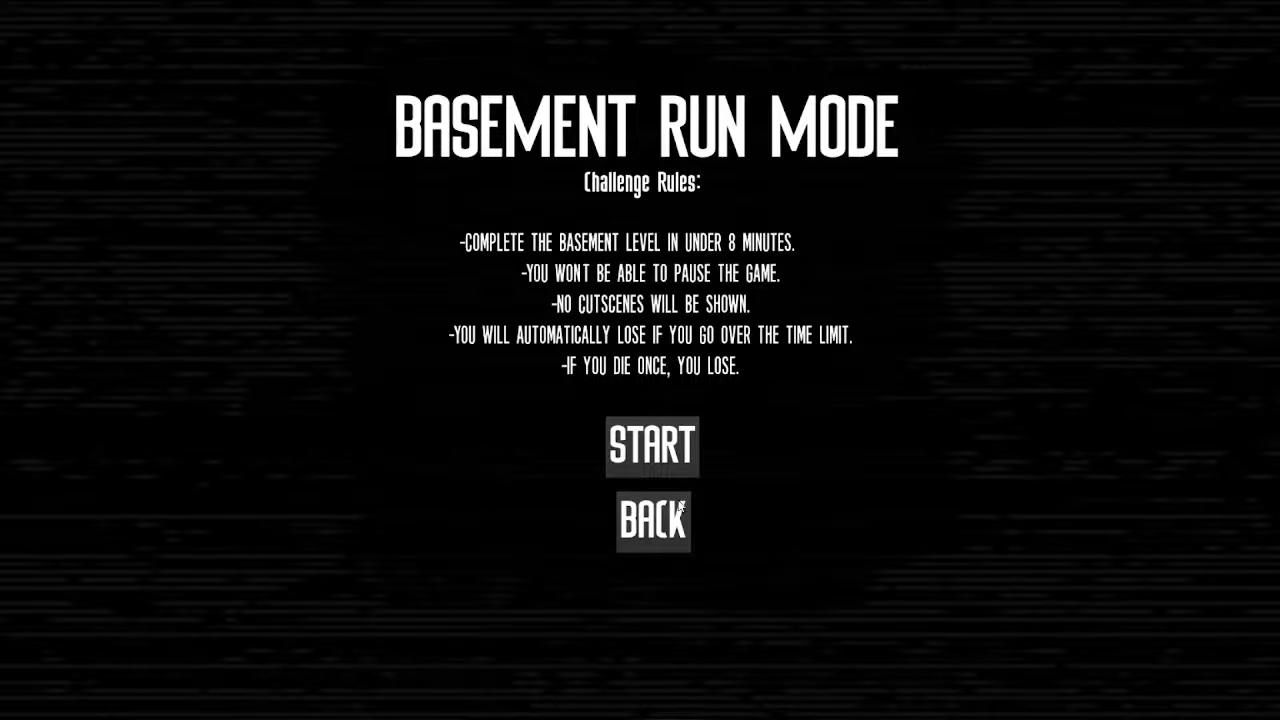 BASEMENT RUN MODE
Challenge Rules:
-COMPLETE THE BASEMENT LEVEL IN UNDER 8 MINUTES.
-YOU WON'T BE ABLE TO PAUSE THE GAME.
-NO CUTSCENES WILL BE SHOWN.
-YOU WILL AUTOMATICALLY LOSE IF YOU GO OVER THE TIME LIMIT.
-IF YOU DIE ONCE, YOU LOSE.
START
BACK